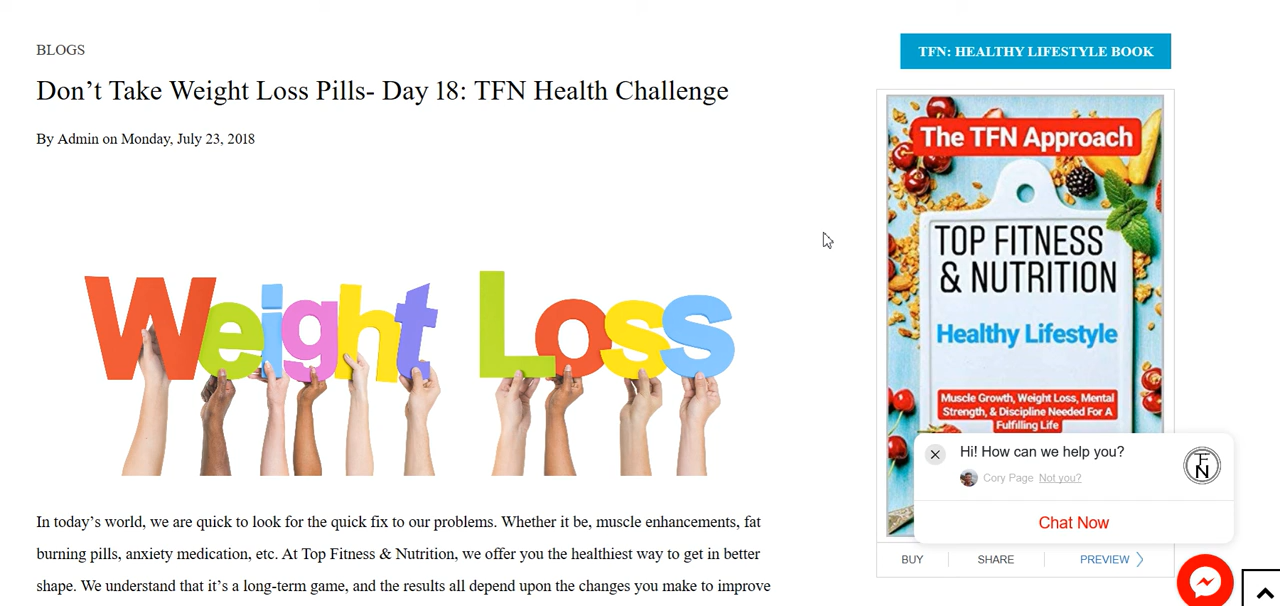 BLOGS
Don’t Take Weight Loss Pills- Day 18: TFN Health Challenge
By Admin on Monday, July 23, 2018
Weight Loss
In today’s world, we are quick to look for the quick fix to our problems. Whether it be, muscle enhancements, fat
burning pills, anxiety medication, etc. At Top Fitness & Nutrition, we offer you the healthiest way to get in better
shape. We understand that it’s a long-term game, and the results all depend upon the changes you make to improve
TFN: HEALTHY LIFESTYLE BOOK
The TFN Approach
TOP FITNESS
& NUTRITION
Healthy Lifestyle
Muscle Growth, Weight Loss, Mental
Strength, & Discipline Needed For A
Fulfilling Life
Hi! How can we help you?
Cory Page Not you?
TFN
Chat Now
BUY SHARE PREVIEW